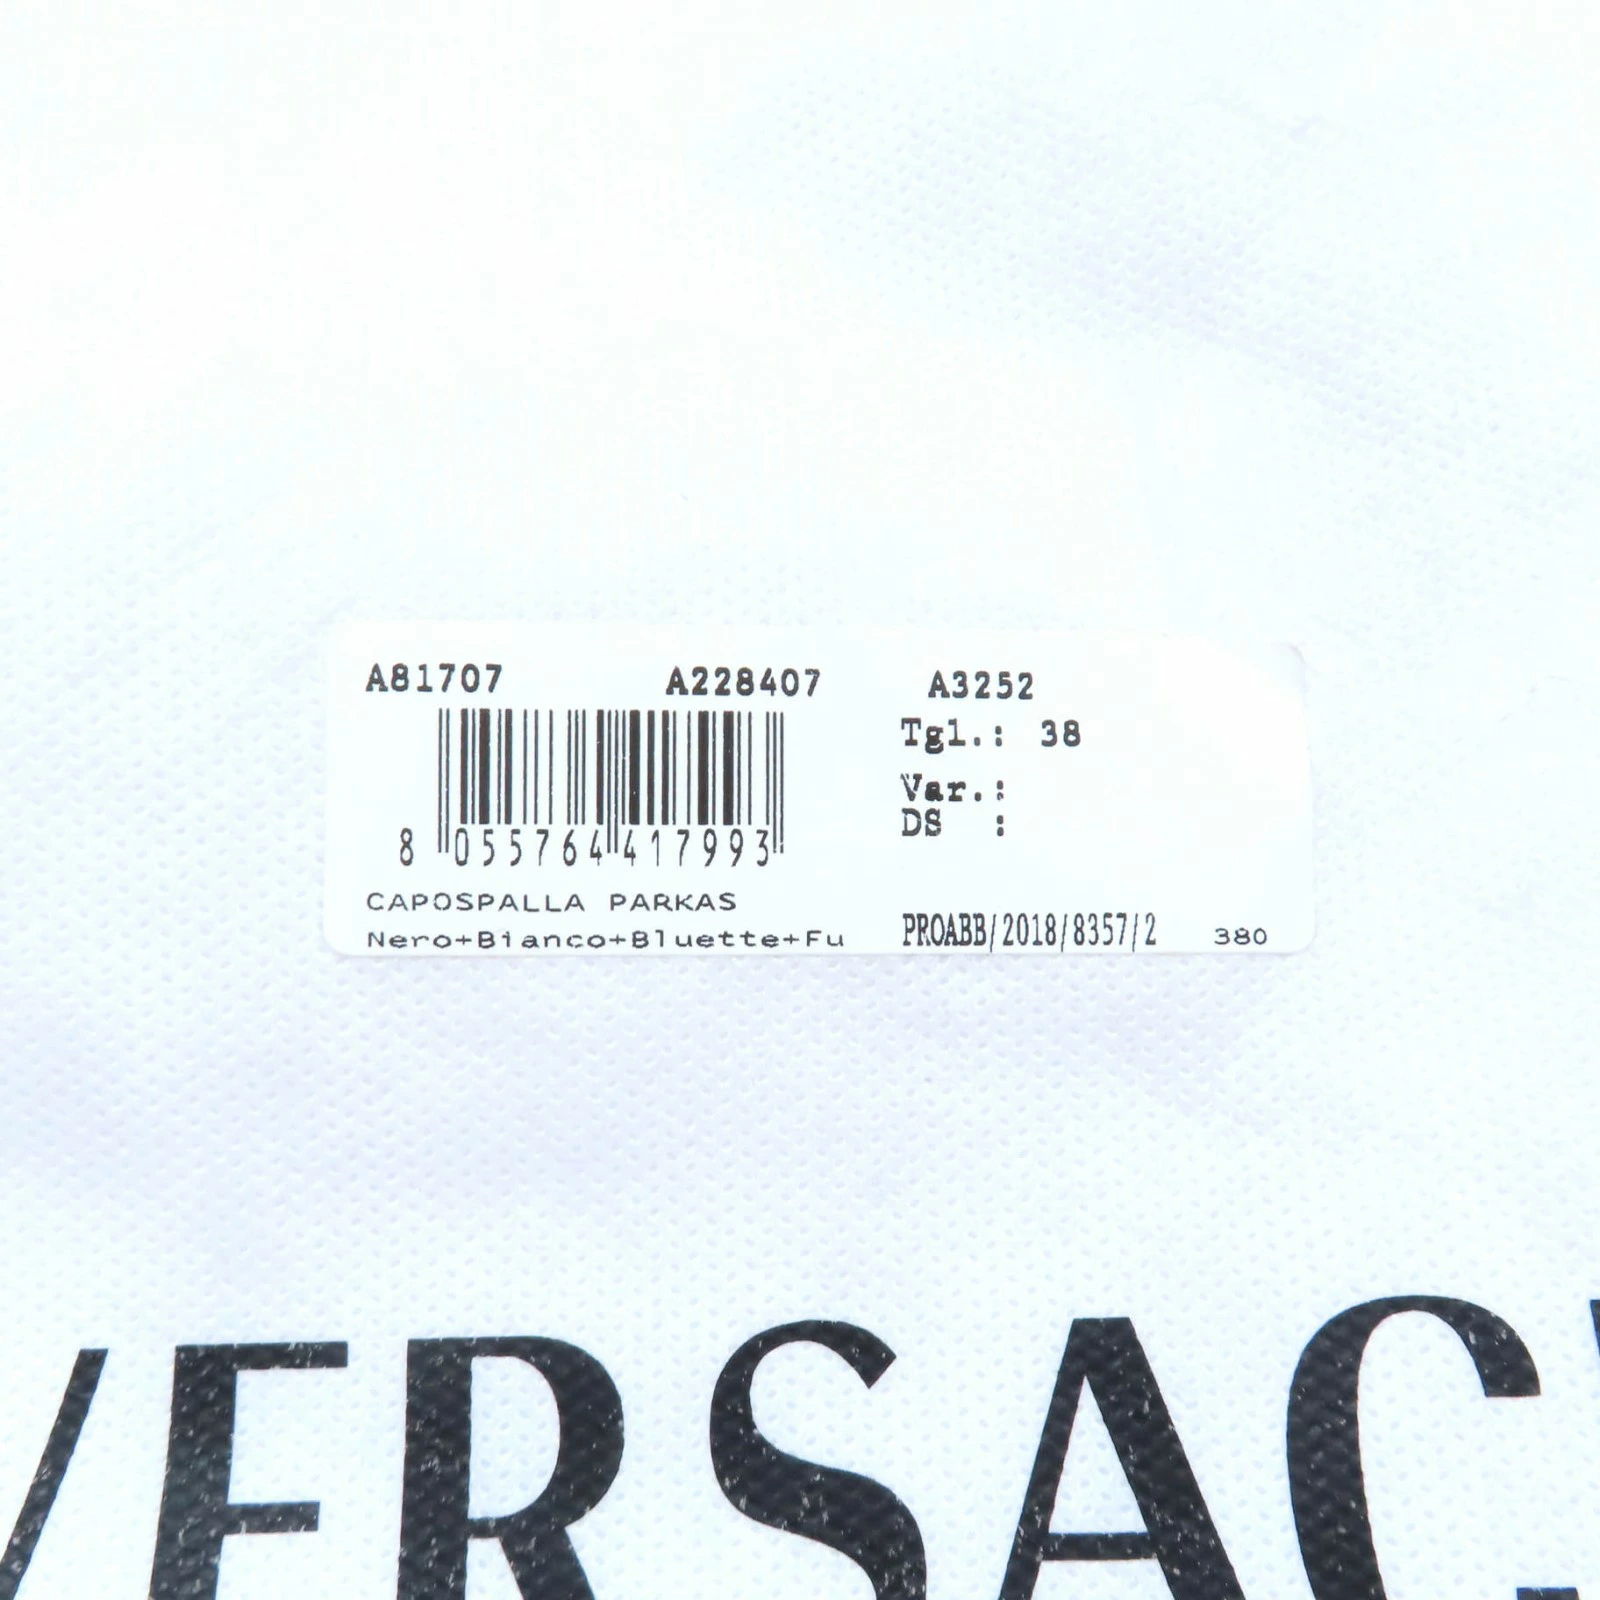 A81707 A228407 A3252
Tgl.: 38
Var.:
DS :
8 055764 417993
CAPOSPALLA PARKAS
Nero+Bianco+Bluette+Fu
PROABB/2018/8357/2 380
VERSAC